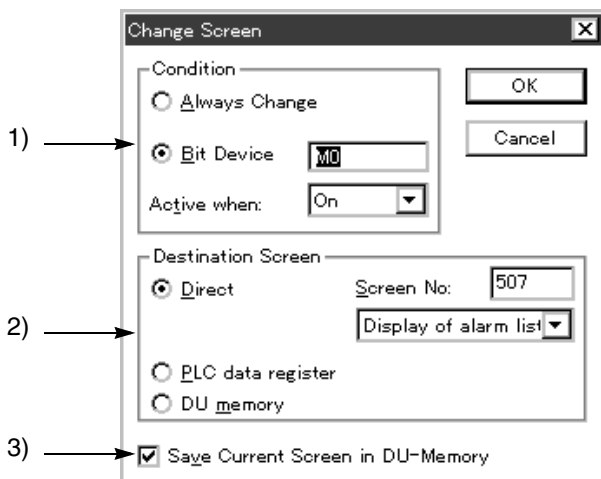 Change Screen
Condition
Always Change
OK
1)
Bit Device M0
Cancel
Active when: On
Destination Screen
Direct Screen No: 507
Display of alarm list
2)
PLC data register
DU memory
3)
Save Current Screen in DU-Memory